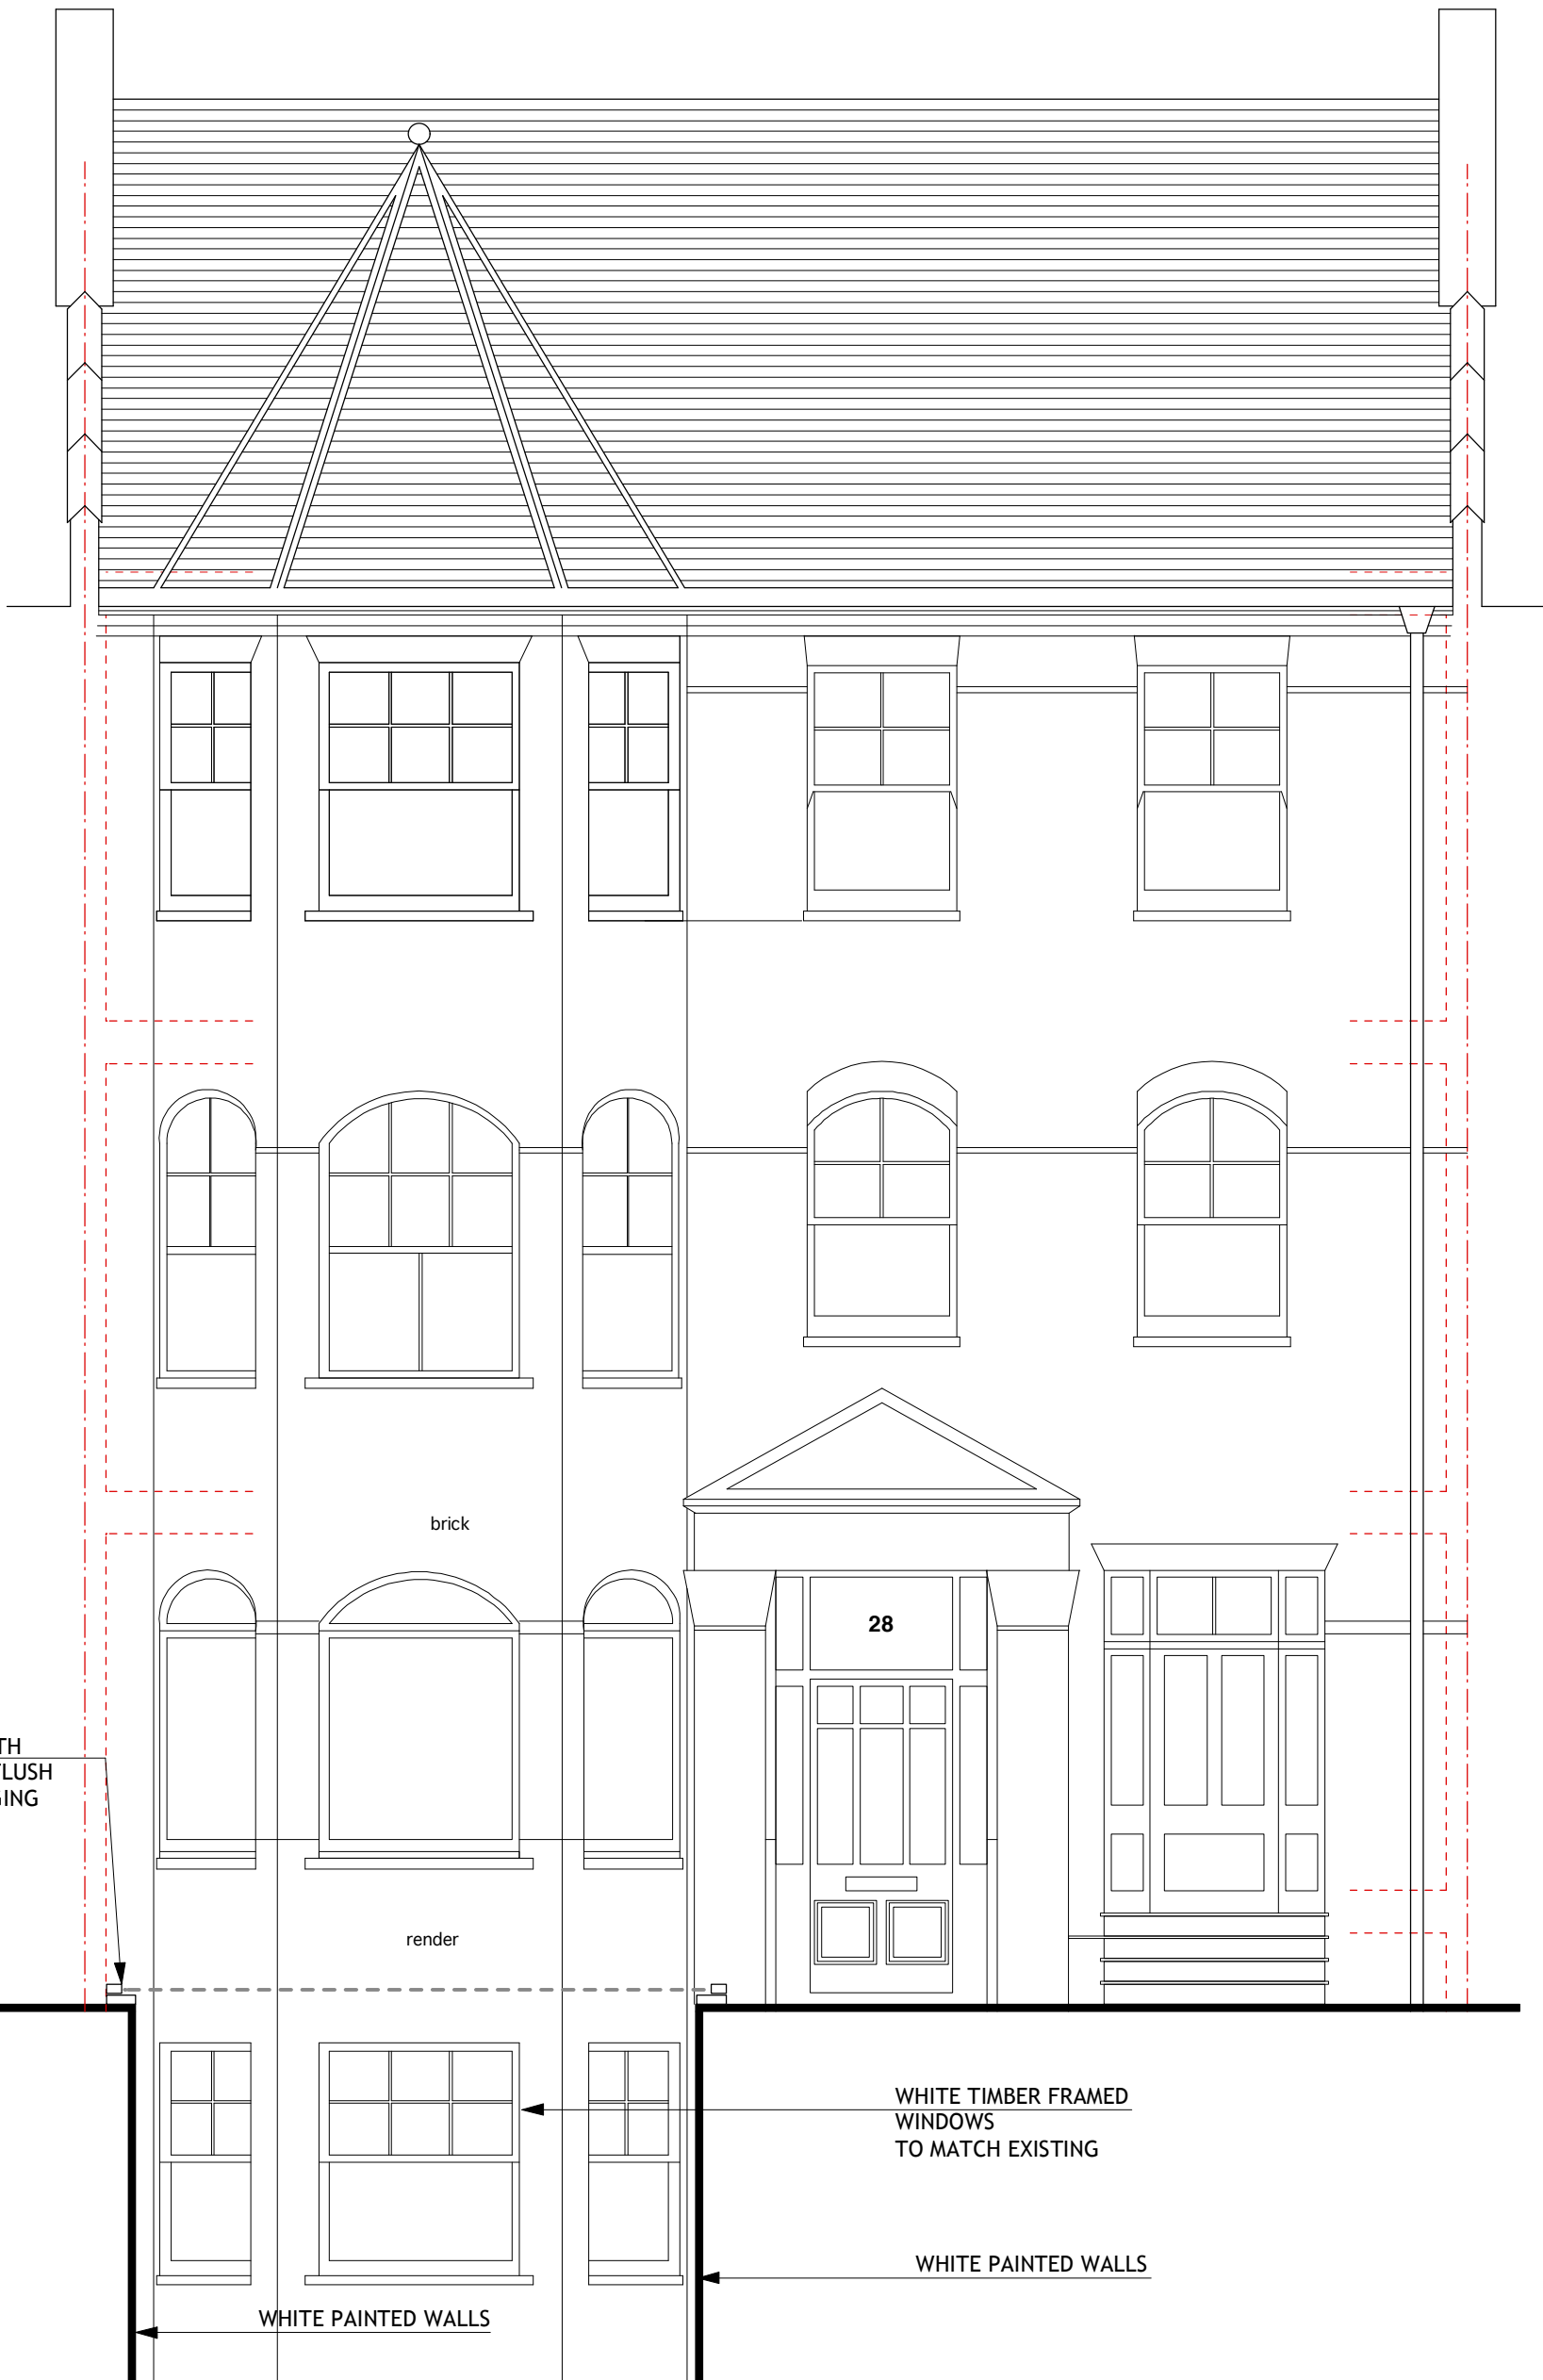 brick
28
render
WHITE TIMBER FRAMED
WINDOWS
TO MATCH EXISTING
WHITE PAINTED WALLS
WHITE PAINTED WALLS